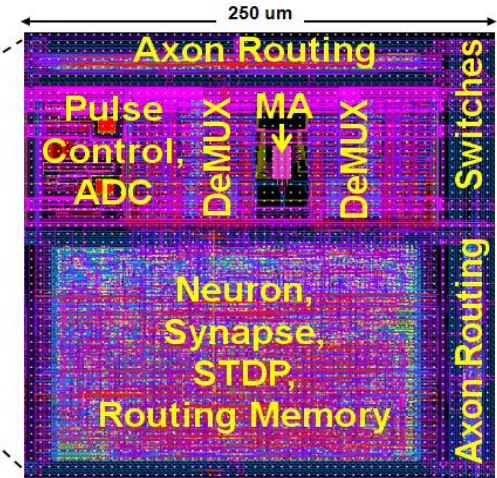 250 um
Axon Routing
Switches
Pulse
Control,
ADC
DeMUX
MA
DeMUX
Neuron,
Synapse,
STDP,
Routing Memory
Axon Routing